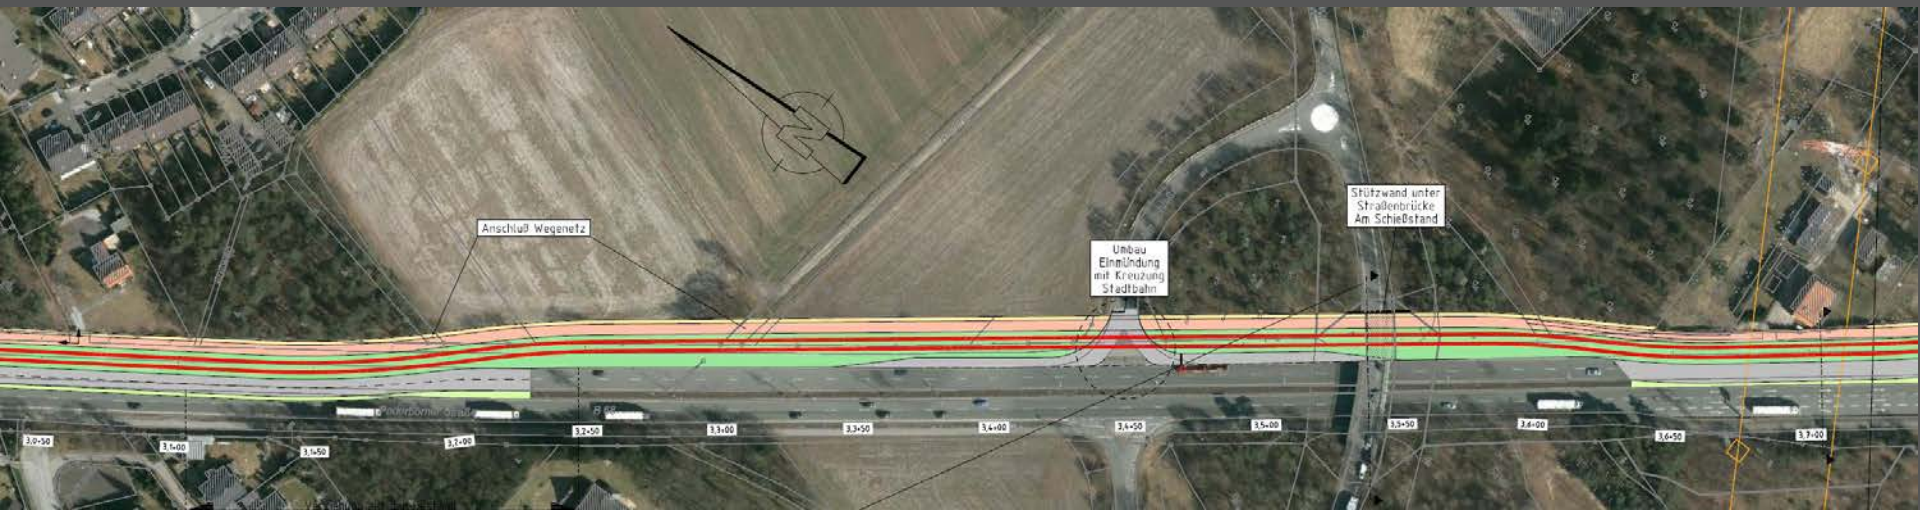 Anschluß Wegenetz
Umbau
Einmündung
mit Kreuzung
Stadtbahn
Stützwand unter
Straßenbrücke
Am Schießstand
N
Paderborner Straße
3,0+50
3,1+00
3,1+50
3,2+00
3,2+50
3,3+00
3,3+50
3,4+00
3,4+50
3,5+00
3,5+50
3,6+00
3,6+50
3,7+00